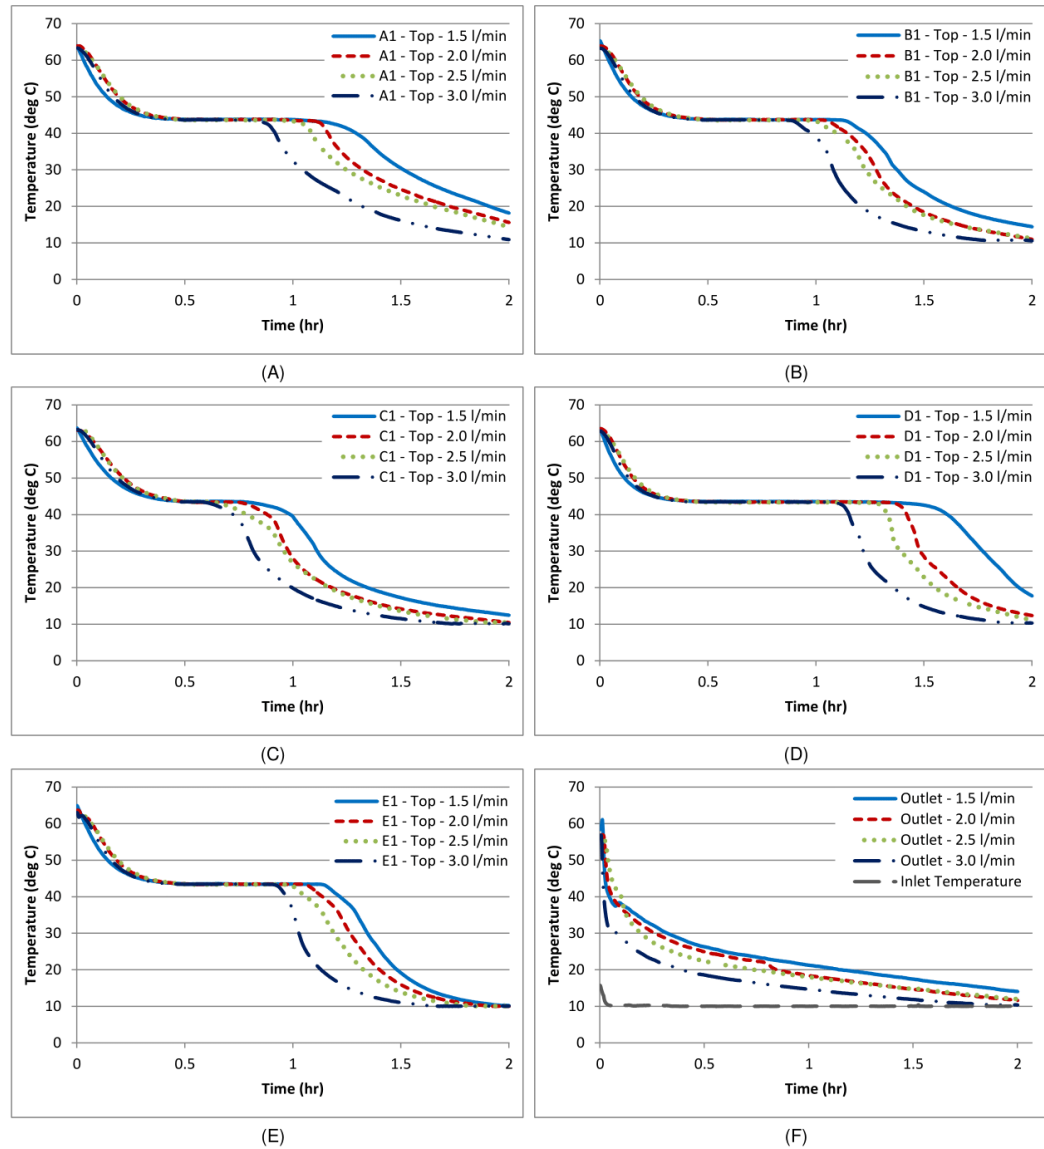 70
60
50
40
30
20
10
0
Temperature (deg C)
0
0.5
1
1.5
2
Time (hr)
A1 - Top - 1.5 l/min
A1 - Top - 2.0 l/min
A1 - Top - 2.5 l/min
A1 - Top - 3.0 l/min
(A)
70
60
50
40
30
20
10
0
Temperature (deg C)
0
0.5
1
1.5
2
Time (hr)
B1 - Top - 1.5 l/min
B1 - Top - 2.0 l/min
B1 - Top - 2.5 l/min
B1 - Top - 3.0 l/min
(B)
70
60
50
40
30
20
10
0
Temperature (deg C)
0
0.5
1
1.5
2
Time (hr)
C1 - Top - 1.5 l/min
C1 - Top - 2.0 l/min
C1 - Top - 2.5 l/min
C1 - Top - 3.0 l/min
(C)
70
60
50
40
30
20
10
0
Temperature (deg C)
0
0.5
1
1.5
2
Time (hr)
D1 - Top - 1.5 l/min
D1 - Top - 2.0 l/min
D1 - Top - 2.5 l/min
D1 - Top - 3.0 l/min
(D)
70
60
50
40
30
20
10
0
Temperature (deg C)
0
0.5
1
1.5
2
Time (hr)
E1 - Top - 1.5 l/min
E1 - Top - 2.0 l/min
E1 - Top - 2.5 l/min
E1 - Top - 3.0 l/min
(E)
70
60
50
40
30
20
10
0
Temperature (deg C)
0
0.5
1
1.5
2
Time (hr)
Outlet - 1.5 l/min
Outlet - 2.0 l/min
Outlet - 2.5 l/min
Outlet - 3.0 l/min
Inlet Temperature
(F)